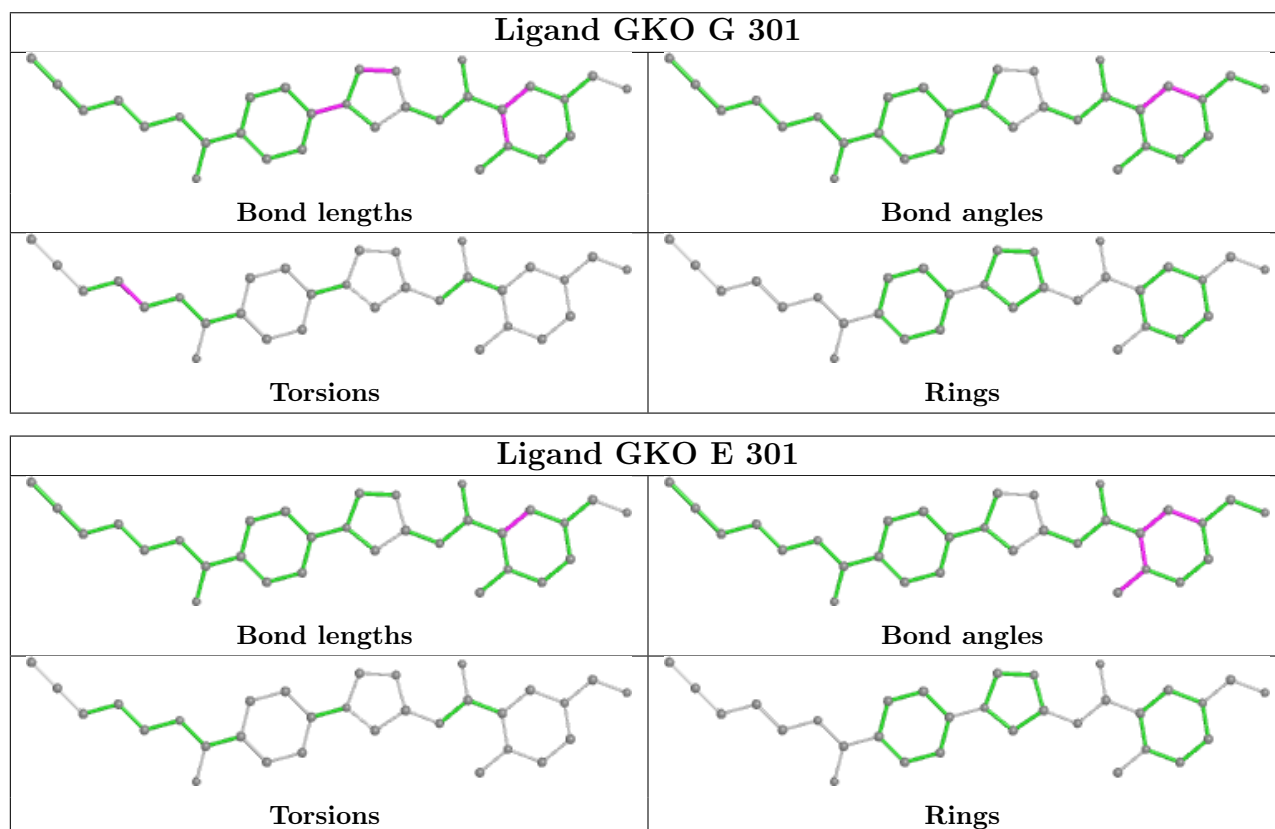 Ligand GKO G 301
Bond lengths
Bond angles
Torsions
Rings
Ligand GKO E 301
Bond lengths
Bond angles
Torsions
Rings